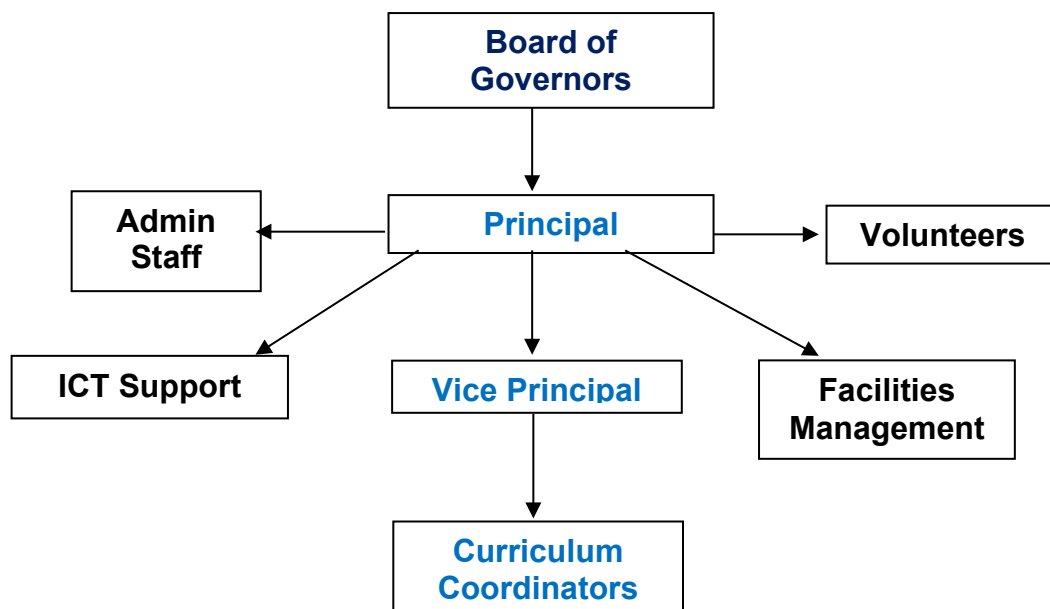 Board of
Governors
Admin
Staff
Principal
Volunteers
ICT Support
Vice Principal
Facilities
Management
Curriculum
Coordinators